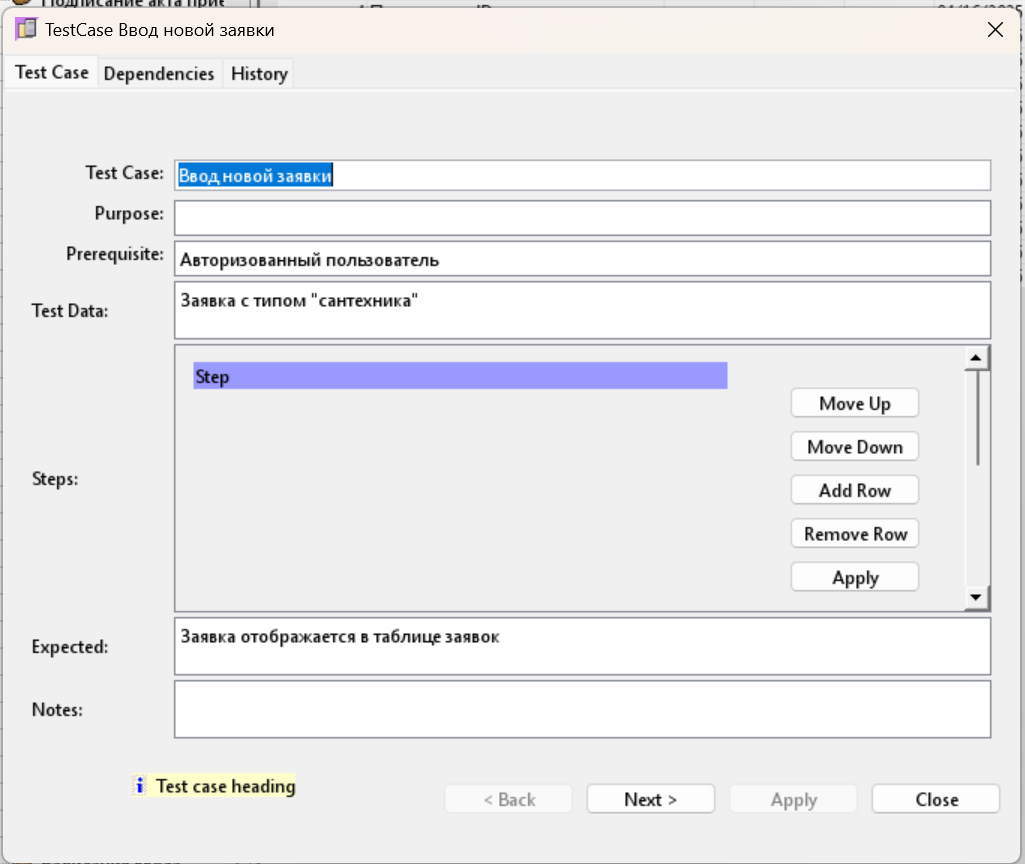 Подписание акта
TestCase Ввод новой заявки
Test Case Dependencies History
Test Case: Ввод новой заявки
Purpose:
Prerequisite: Авторизованный пользователь
Test Data: Заявка с типом "сантехника"
Step
Move Up
Move Down
Add Row
Remove Row
Apply
Steps:
Expected: Заявка отображается в таблице заявок
Notes:
i Test case heading
< Back Next > Apply Close